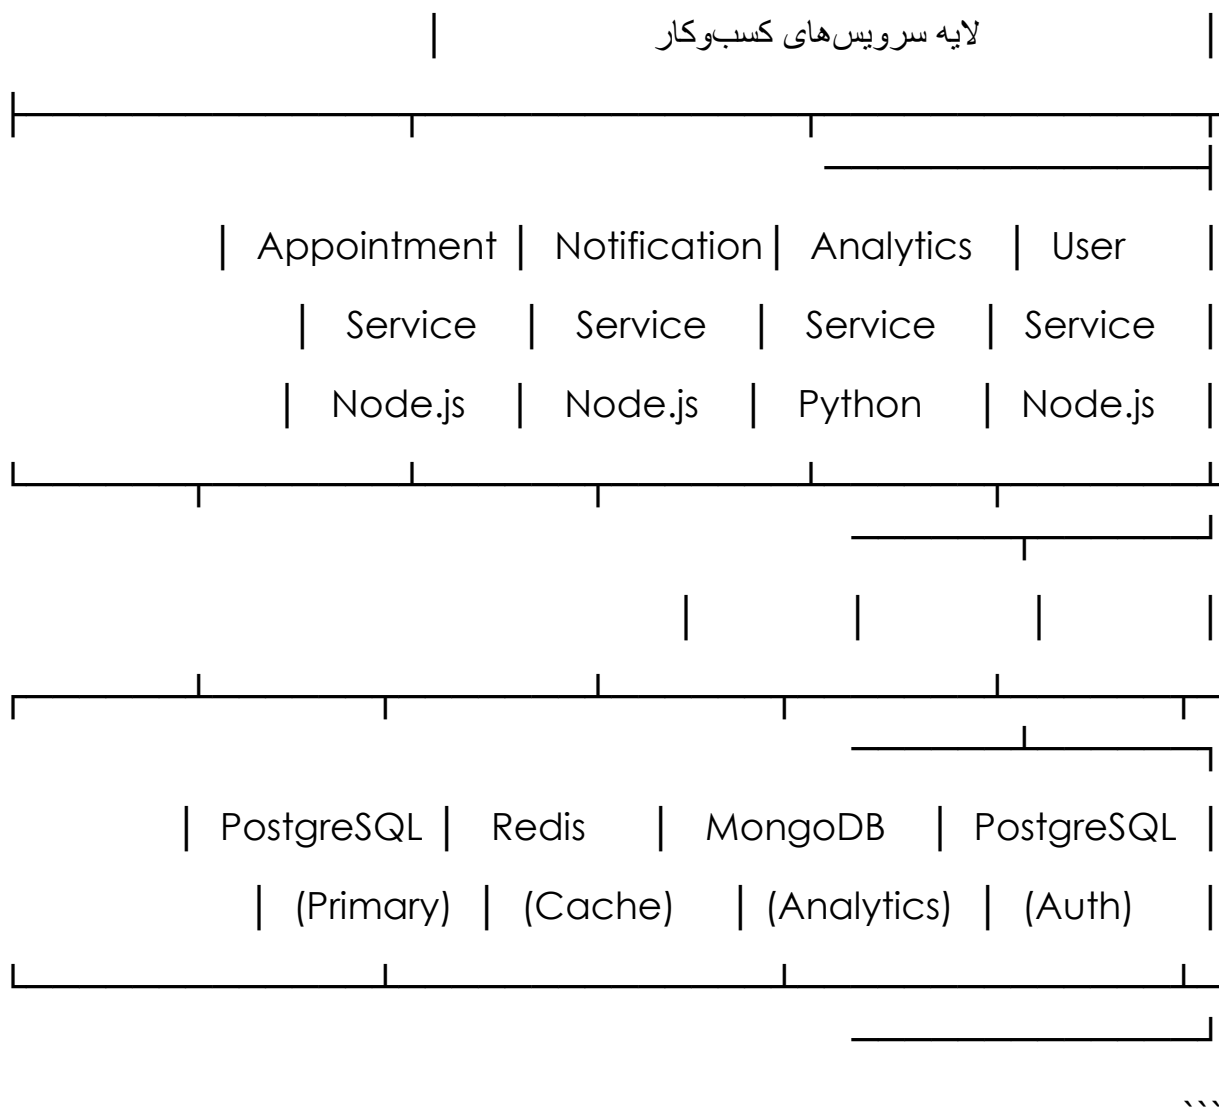 │ لایه سرویس‌های کسب‌وکار │
│ Appointment │ Notification │ Analytics │ User │
│ Service │ Service │ Service │ Service │
│ Node.js │ Node.js │ Python │ Node.js │
│ PostgreSQL │ Redis │ MongoDB │ PostgreSQL │
│ (Primary) │ (Cache) │ (Analytics) │ (Auth) │
```